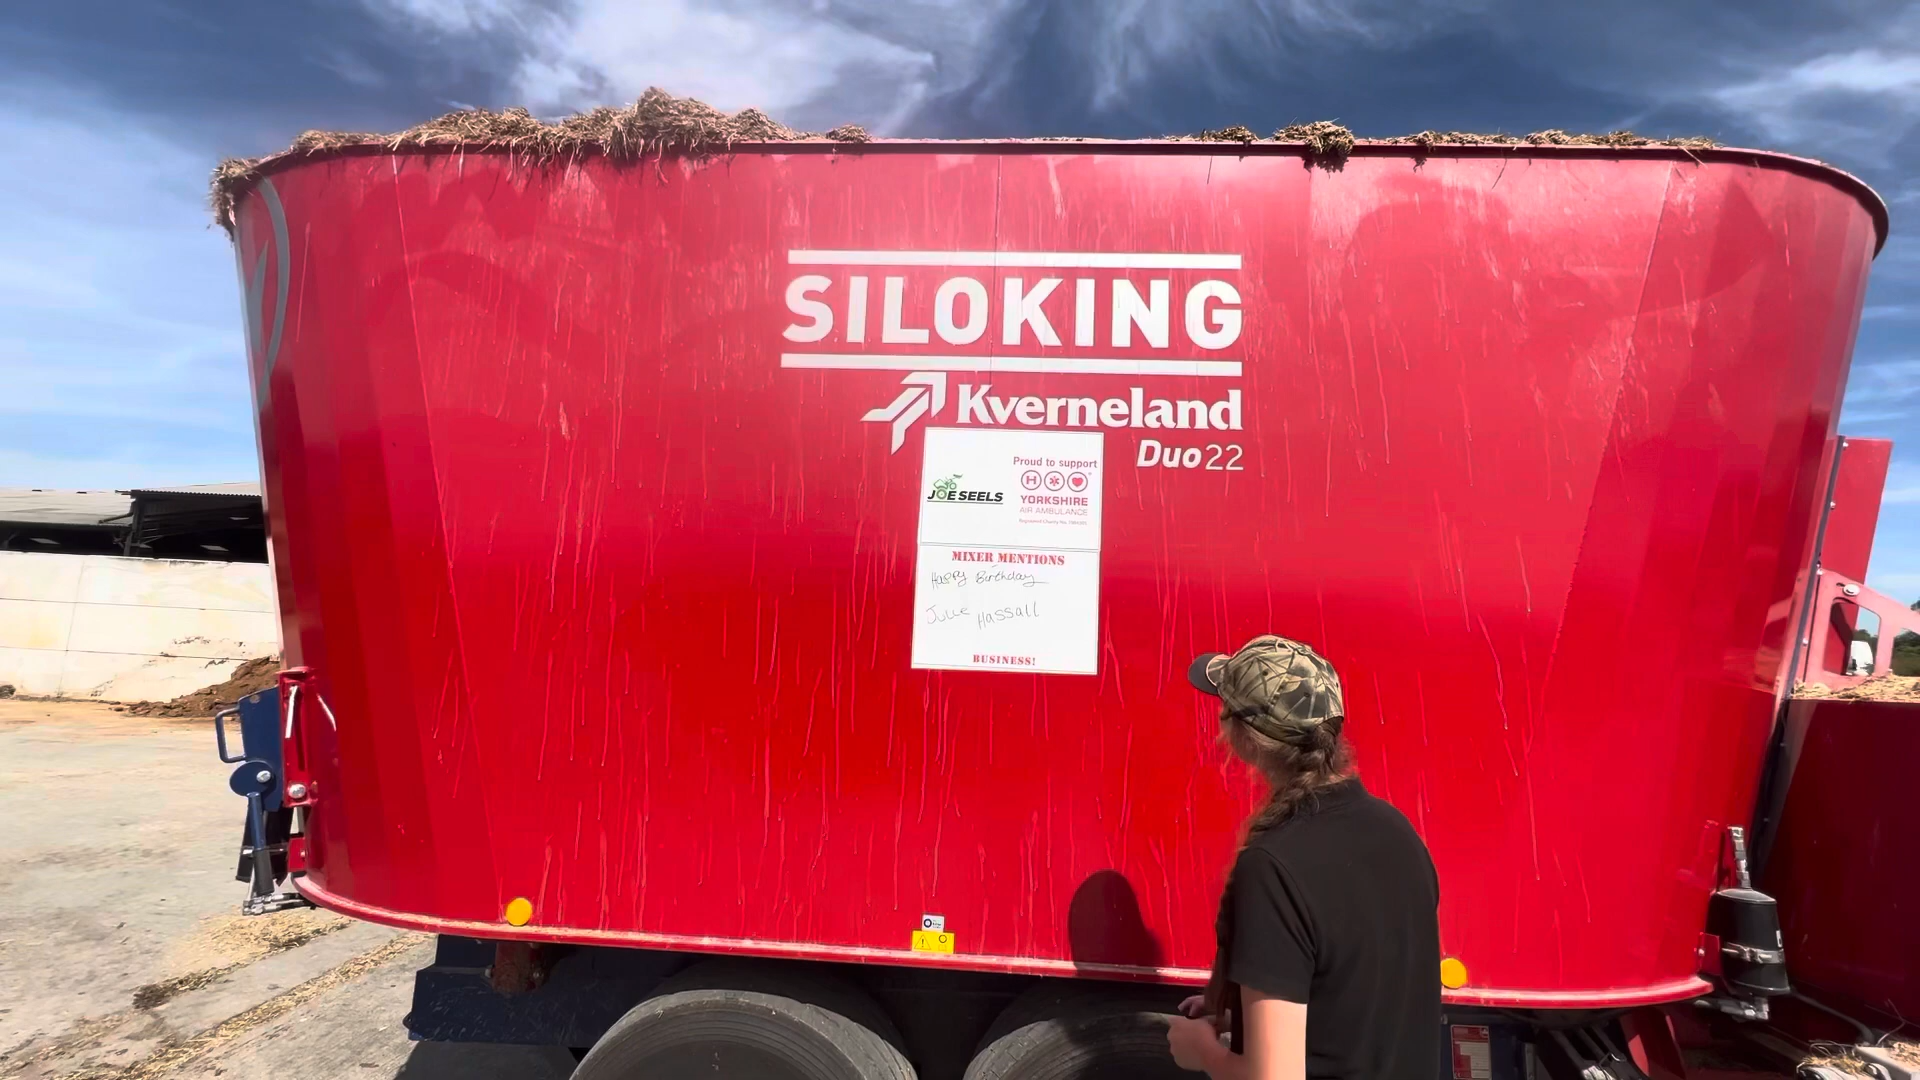 SILOKING
Kverneland
Duo22
JOE SEELS
Proud to support
H
YORKSHIRE
AIR AMBULANCE
MIXER MENTIONS
Happy Birthday
Julie Hassall
BUSINESS!